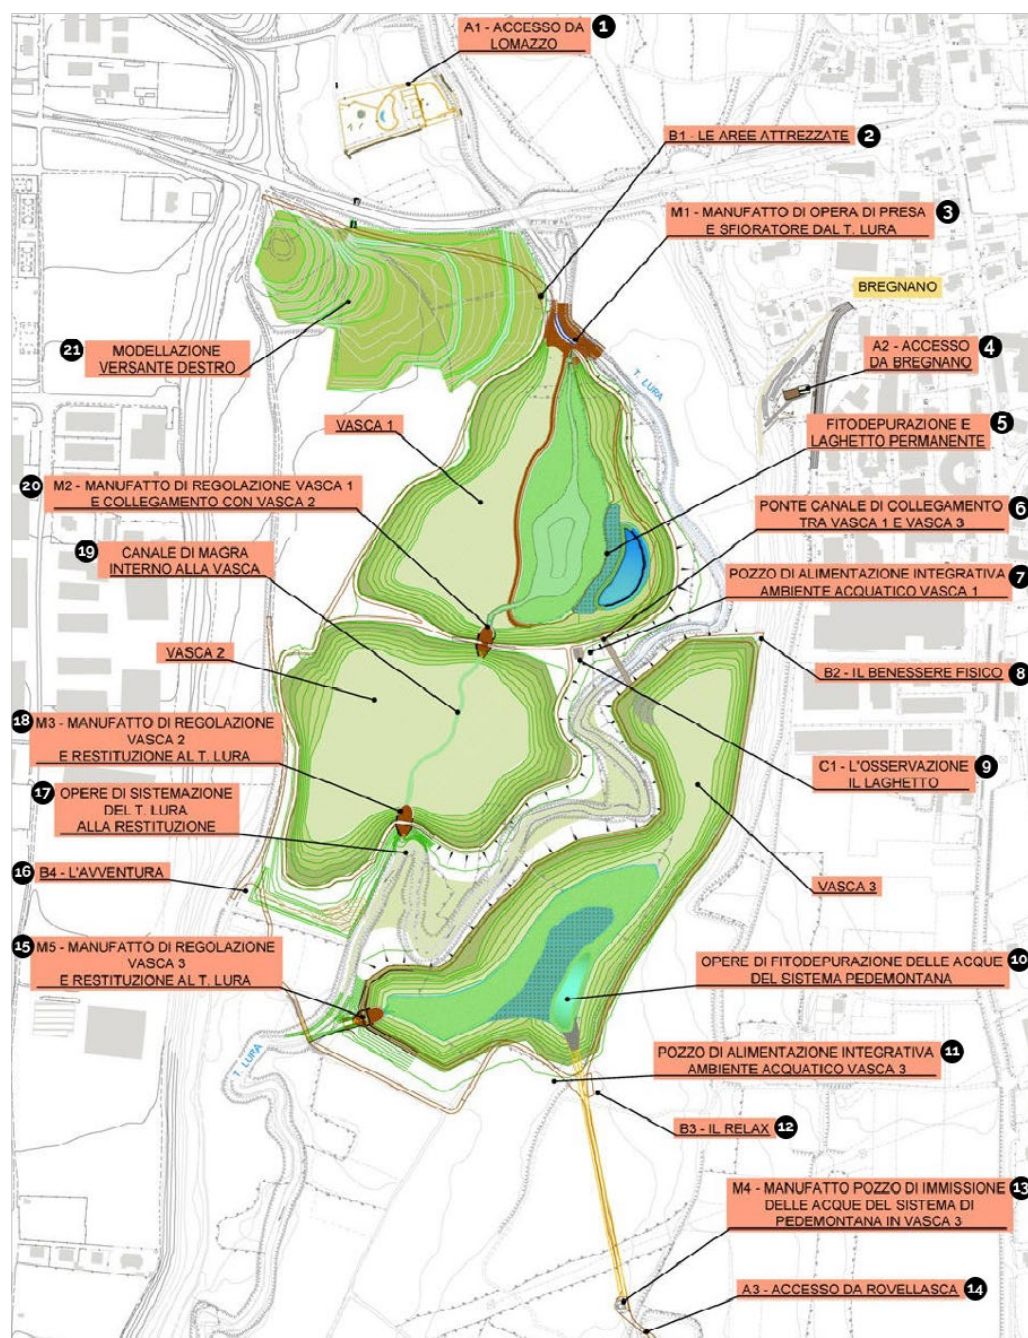 A1 - ACCESSO DA
LOMAZZO
1
B1 - LE AREE ATTREZZATE
2
M1 - MANUFATTO DI OPERA DI PRESA
E SFIORATORE DAL T. LURA
3
BREGNANO
A2 - ACCESSO
DA BREGNANO
4
T. LURA
FITODEPURAZIONE E
LAGHETTO PERMANENTE
5
PONTE CANALE DI COLLEGAMENTO
TRA VASCA 1 E VASCA 3
6
POZZO DI ALIMENTAZIONE INTEGRATIVA
AMBIENTE ACQUATICO VASCA 1
7
B2 - IL BENESSERE FISICO
8
C1 - L'OSSERVAZIONE
IL LAGHETTO
9
VASCA 3
OPERE DI FITODEPURAZIONE DELLE ACQUE
DEL SISTEMA PEDEMONTANA
10
POZZO DI ALIMENTAZIONE INTEGRATIVA
AMBIENTE ACQUATICO VASCA 3
11
B3 - IL RELAX
12
M4 - MANUFATTO POZZO DI IMMISSIONE
DELLE ACQUE DEL SISTEMA DI
PEDEMONTANA IN VASCA 3
13
A3 - ACCESSO DA ROVELLASCA
14
15
M5 - MANUFATTO DI REGOLAZIONE
VASCA 3
E RESTITUZIONE AL T. LURA
T. LURA
16
B4 - L'AVVENTURA
17
OPERE DI SISTEMAZIONE
DEL T. LURA
ALLA RESTITUZIONE
18
M3 - MANUFATTO DI REGOLAZIONE
VASCA 2
E RESTITUZIONE AL T. LURA
VASCA 2
19
CANALE DI MAGRA
INTERNO ALLA VASCA
20
M2 - MANUFATTO DI REGOLAZIONE VASCA 1
E COLLEGAMENTO CON VASCA 2
VASCA 1
21
MODELLAZIONE
VERSANTE DESTRO